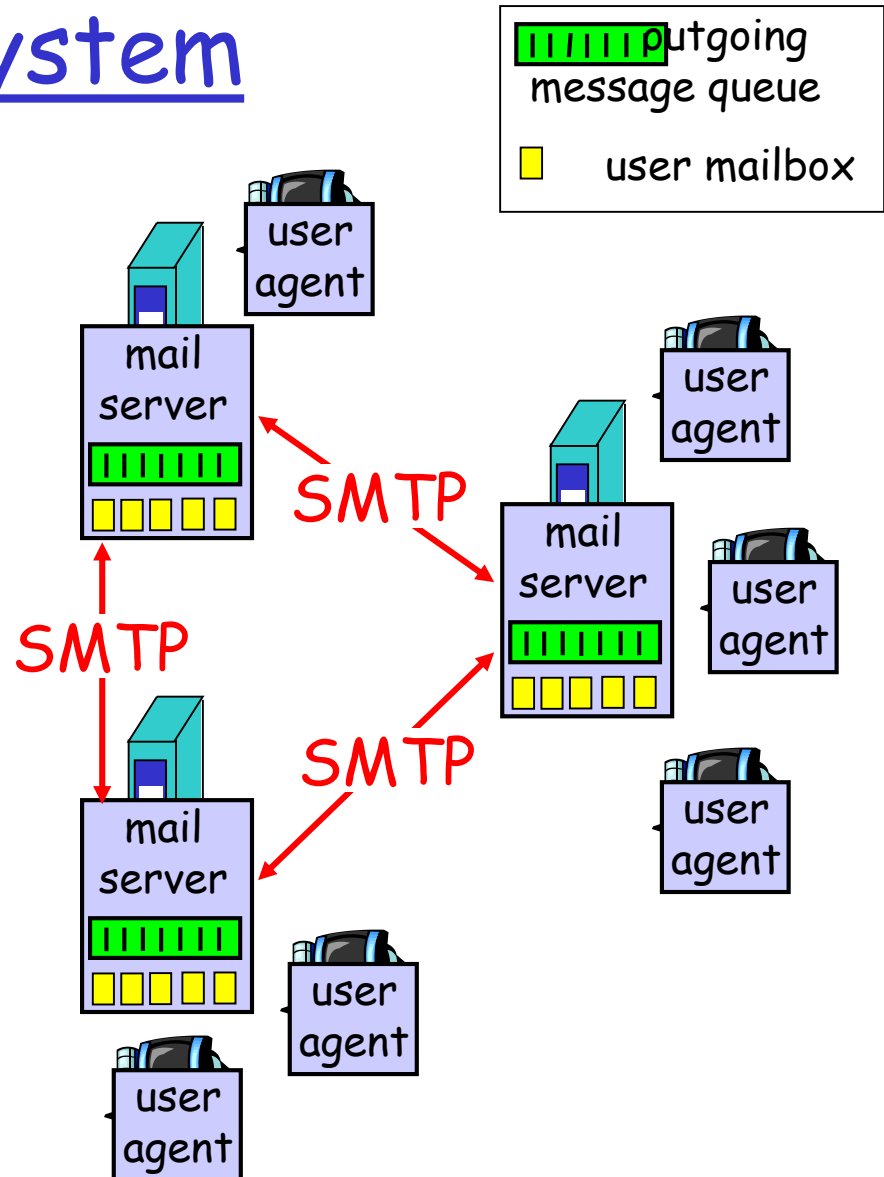 ystem
outgoing
message queue
user mailbox
user
agent
mail
server
SMTP
user
agent
mail
server
user
agent
SMTP
SMTP
user
agent
mail
server
user
agent
user
agent